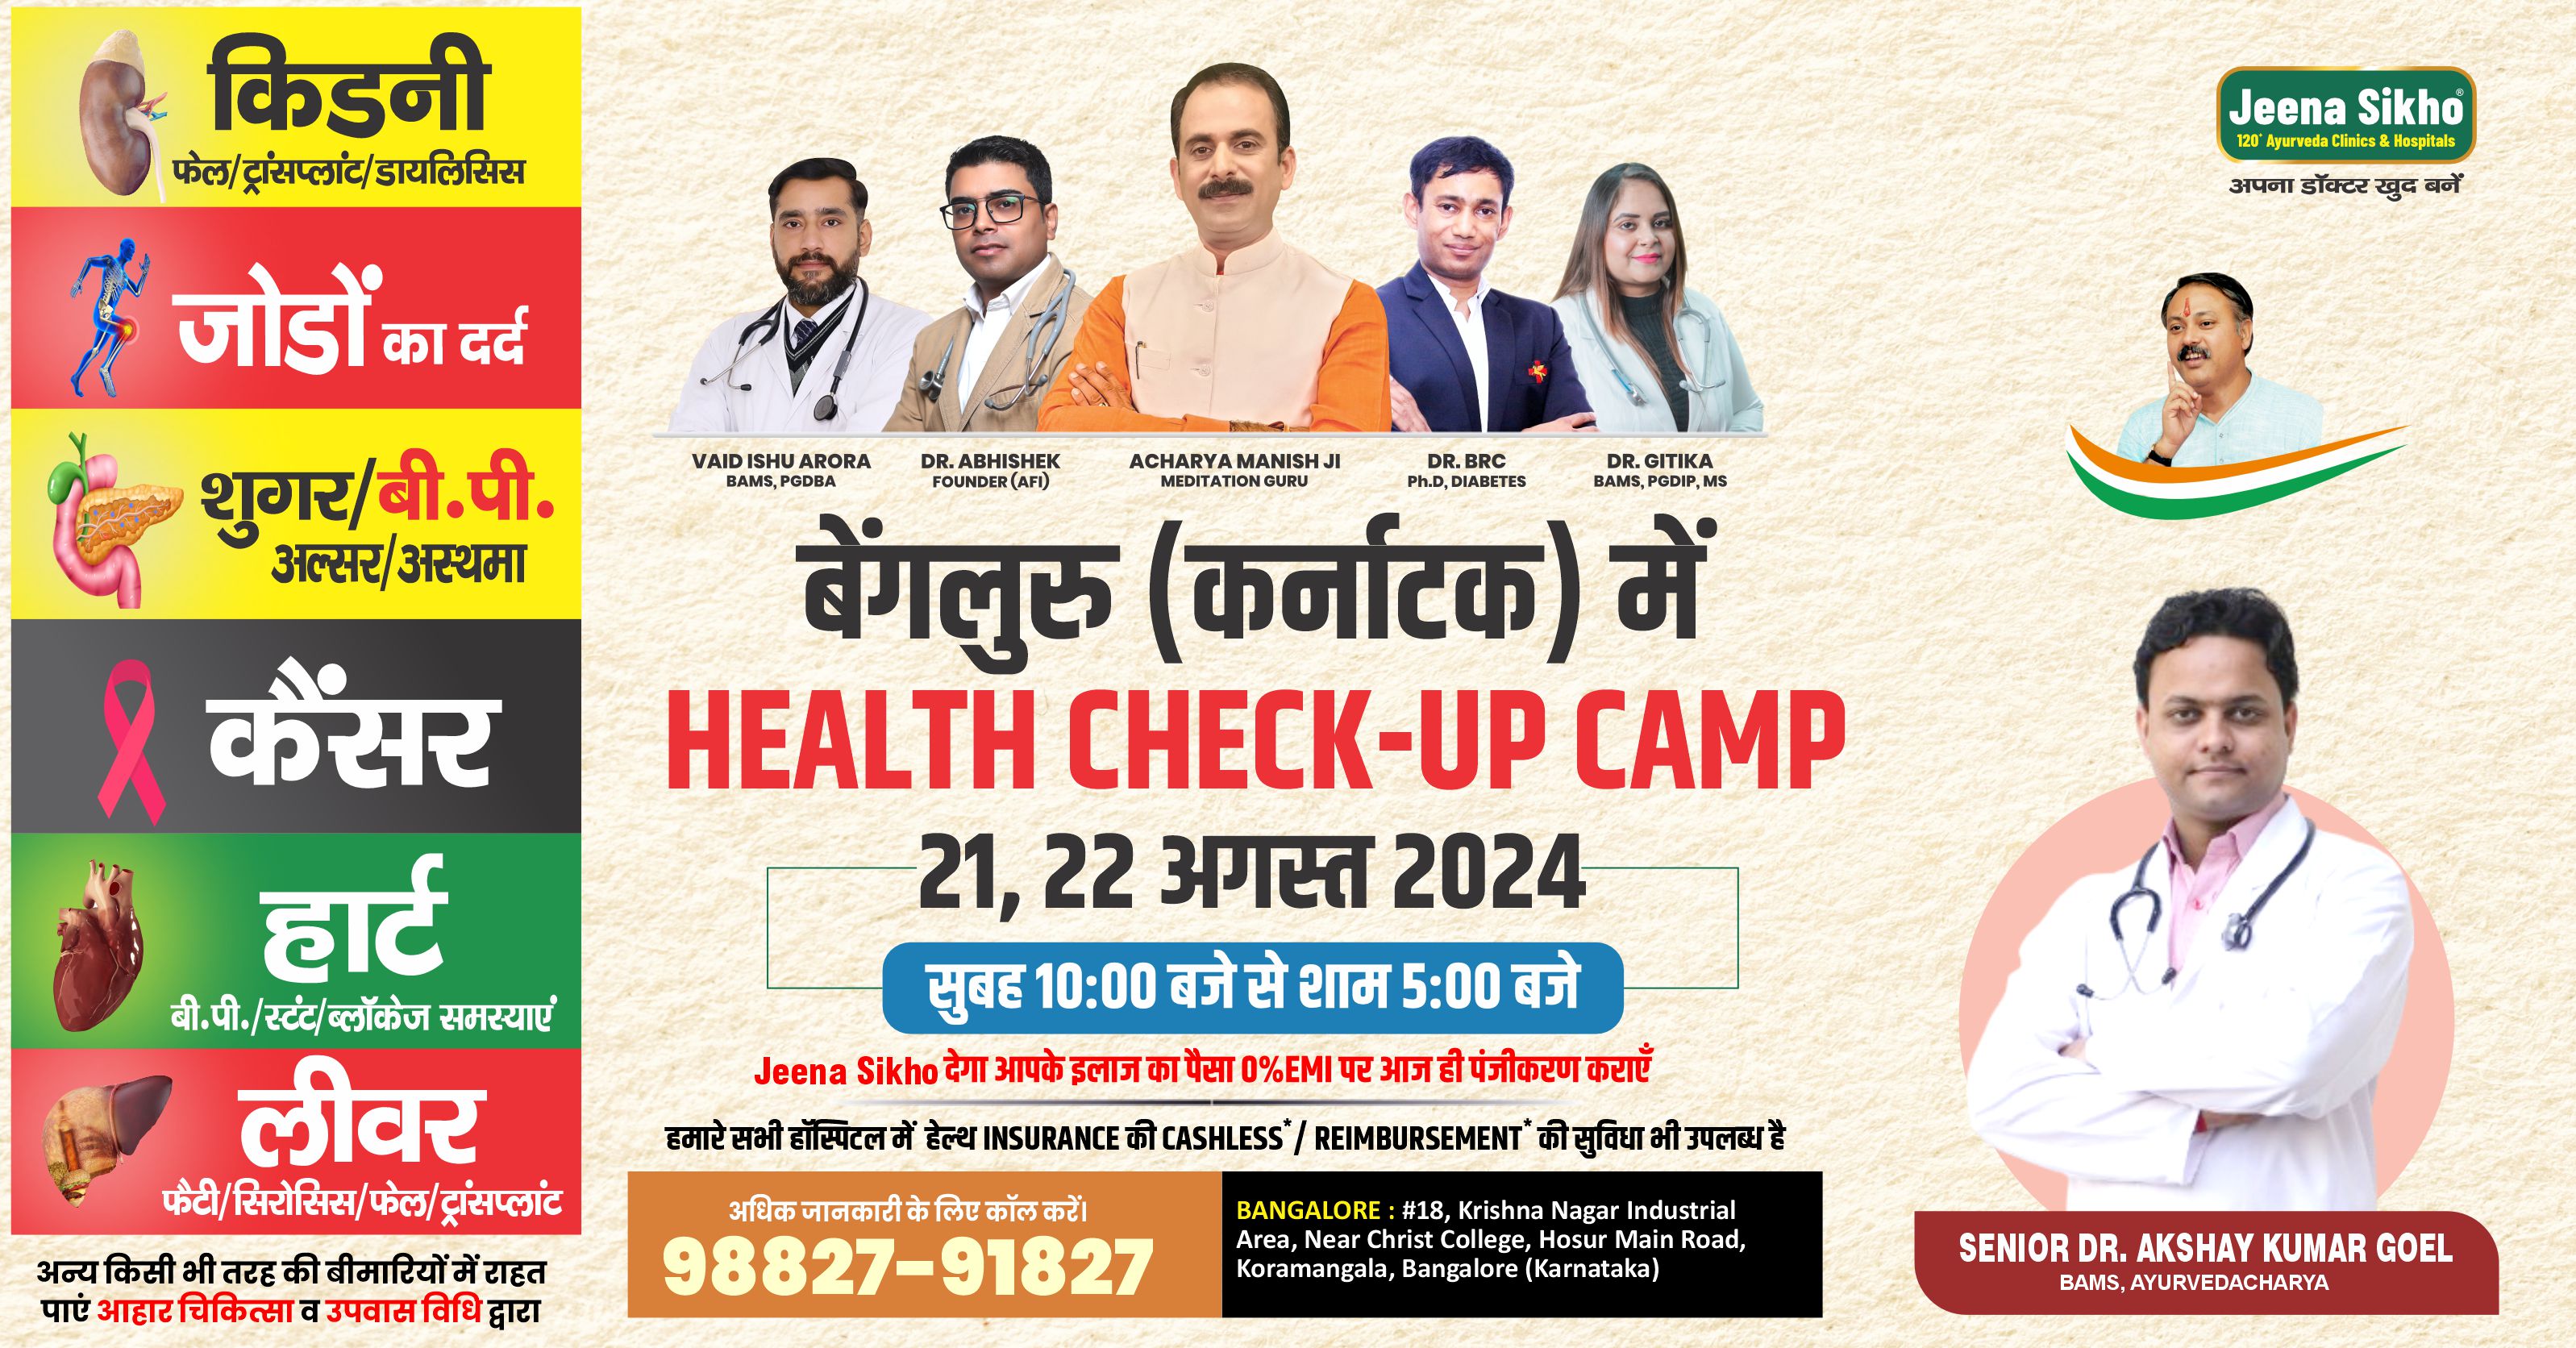 किडनी
फेल/ट्रांसप्लांट/डायलिसिस
जोडों का दर्द
शुगर/बी.पी.
अल्सर/अस्थमा
कैंसर
हार्ट
बी.पी./स्टंट/ब्लॉकेज समस्याएं
लीवर
फैटी/सिरोसिस/फेल/ट्रांसप्लांट
अन्य किसी भी तरह की बीमारियों में राहत
पाएं आहार चिकित्सा व उपवास विधि द्वारा
VAID ISHU ARORA
BAMS, PGDBA
DR. ABHISHEK
FOUNDER (AFI)
ACHARYA MANISH JI
MEDITATION GURU
DR. BRC
Ph.D, DIABETES
DR. GITIKA
BAMS, PGDIP, MS
बेंगलुरु (कर्नाटक) में
HEALTH CHECK-UP CAMP
21, 22 अगस्त 2024
सुबह 10:00 बजे से शाम 5:00 बजे
Jeena Sikho देगा आपके इलाज का पैसा 0%EMI पर आज ही पंजीकरण कराएँ
हमारे सभी हॉस्पिटल में हेल्थ INSURANCE की CASHLESS*/ REIMBURSEMENT* की सुविधा भी उपलब्ध है
अधिक जानकारी के लिए कॉल करें।
98827-91827
BANGALORE : #18, Krishna Nagar Industrial
Area, Near Christ College, Hosur Main Road,
Koramangala, Bangalore (Karnataka)
Jeena Sikho®
120+ Ayurveda Clinics & Hospitals
अपना डॉक्टर खुद बनें
SENIOR DR. AKSHAY KUMAR GOEL
BAMS, AYURVEDACHARYA